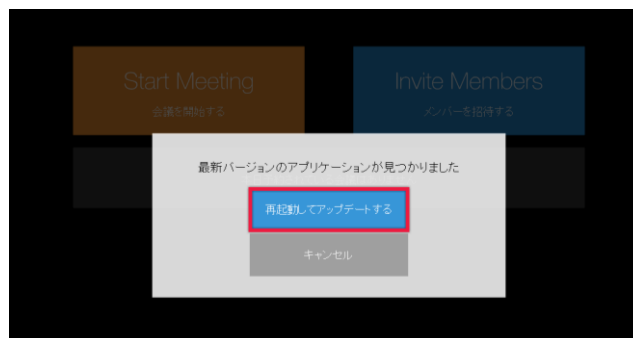 Start Meeting
会議を開始する
Invite Members
メンバーを招待する
最新バージョンのアプリケーションが見つかりました
再起動してアップデートする
キャンセル